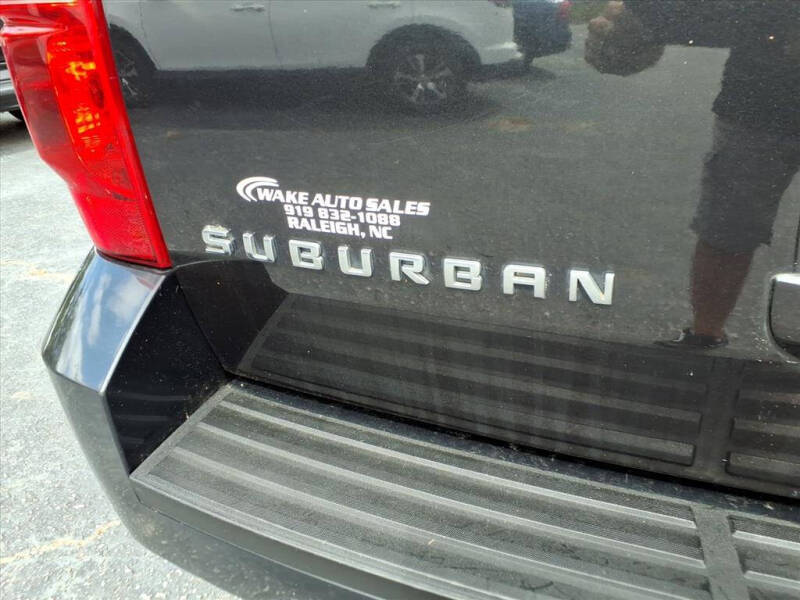 WAKE AUTO SALES
919 832-1088
RALEIGH, NC
SUBURBAN